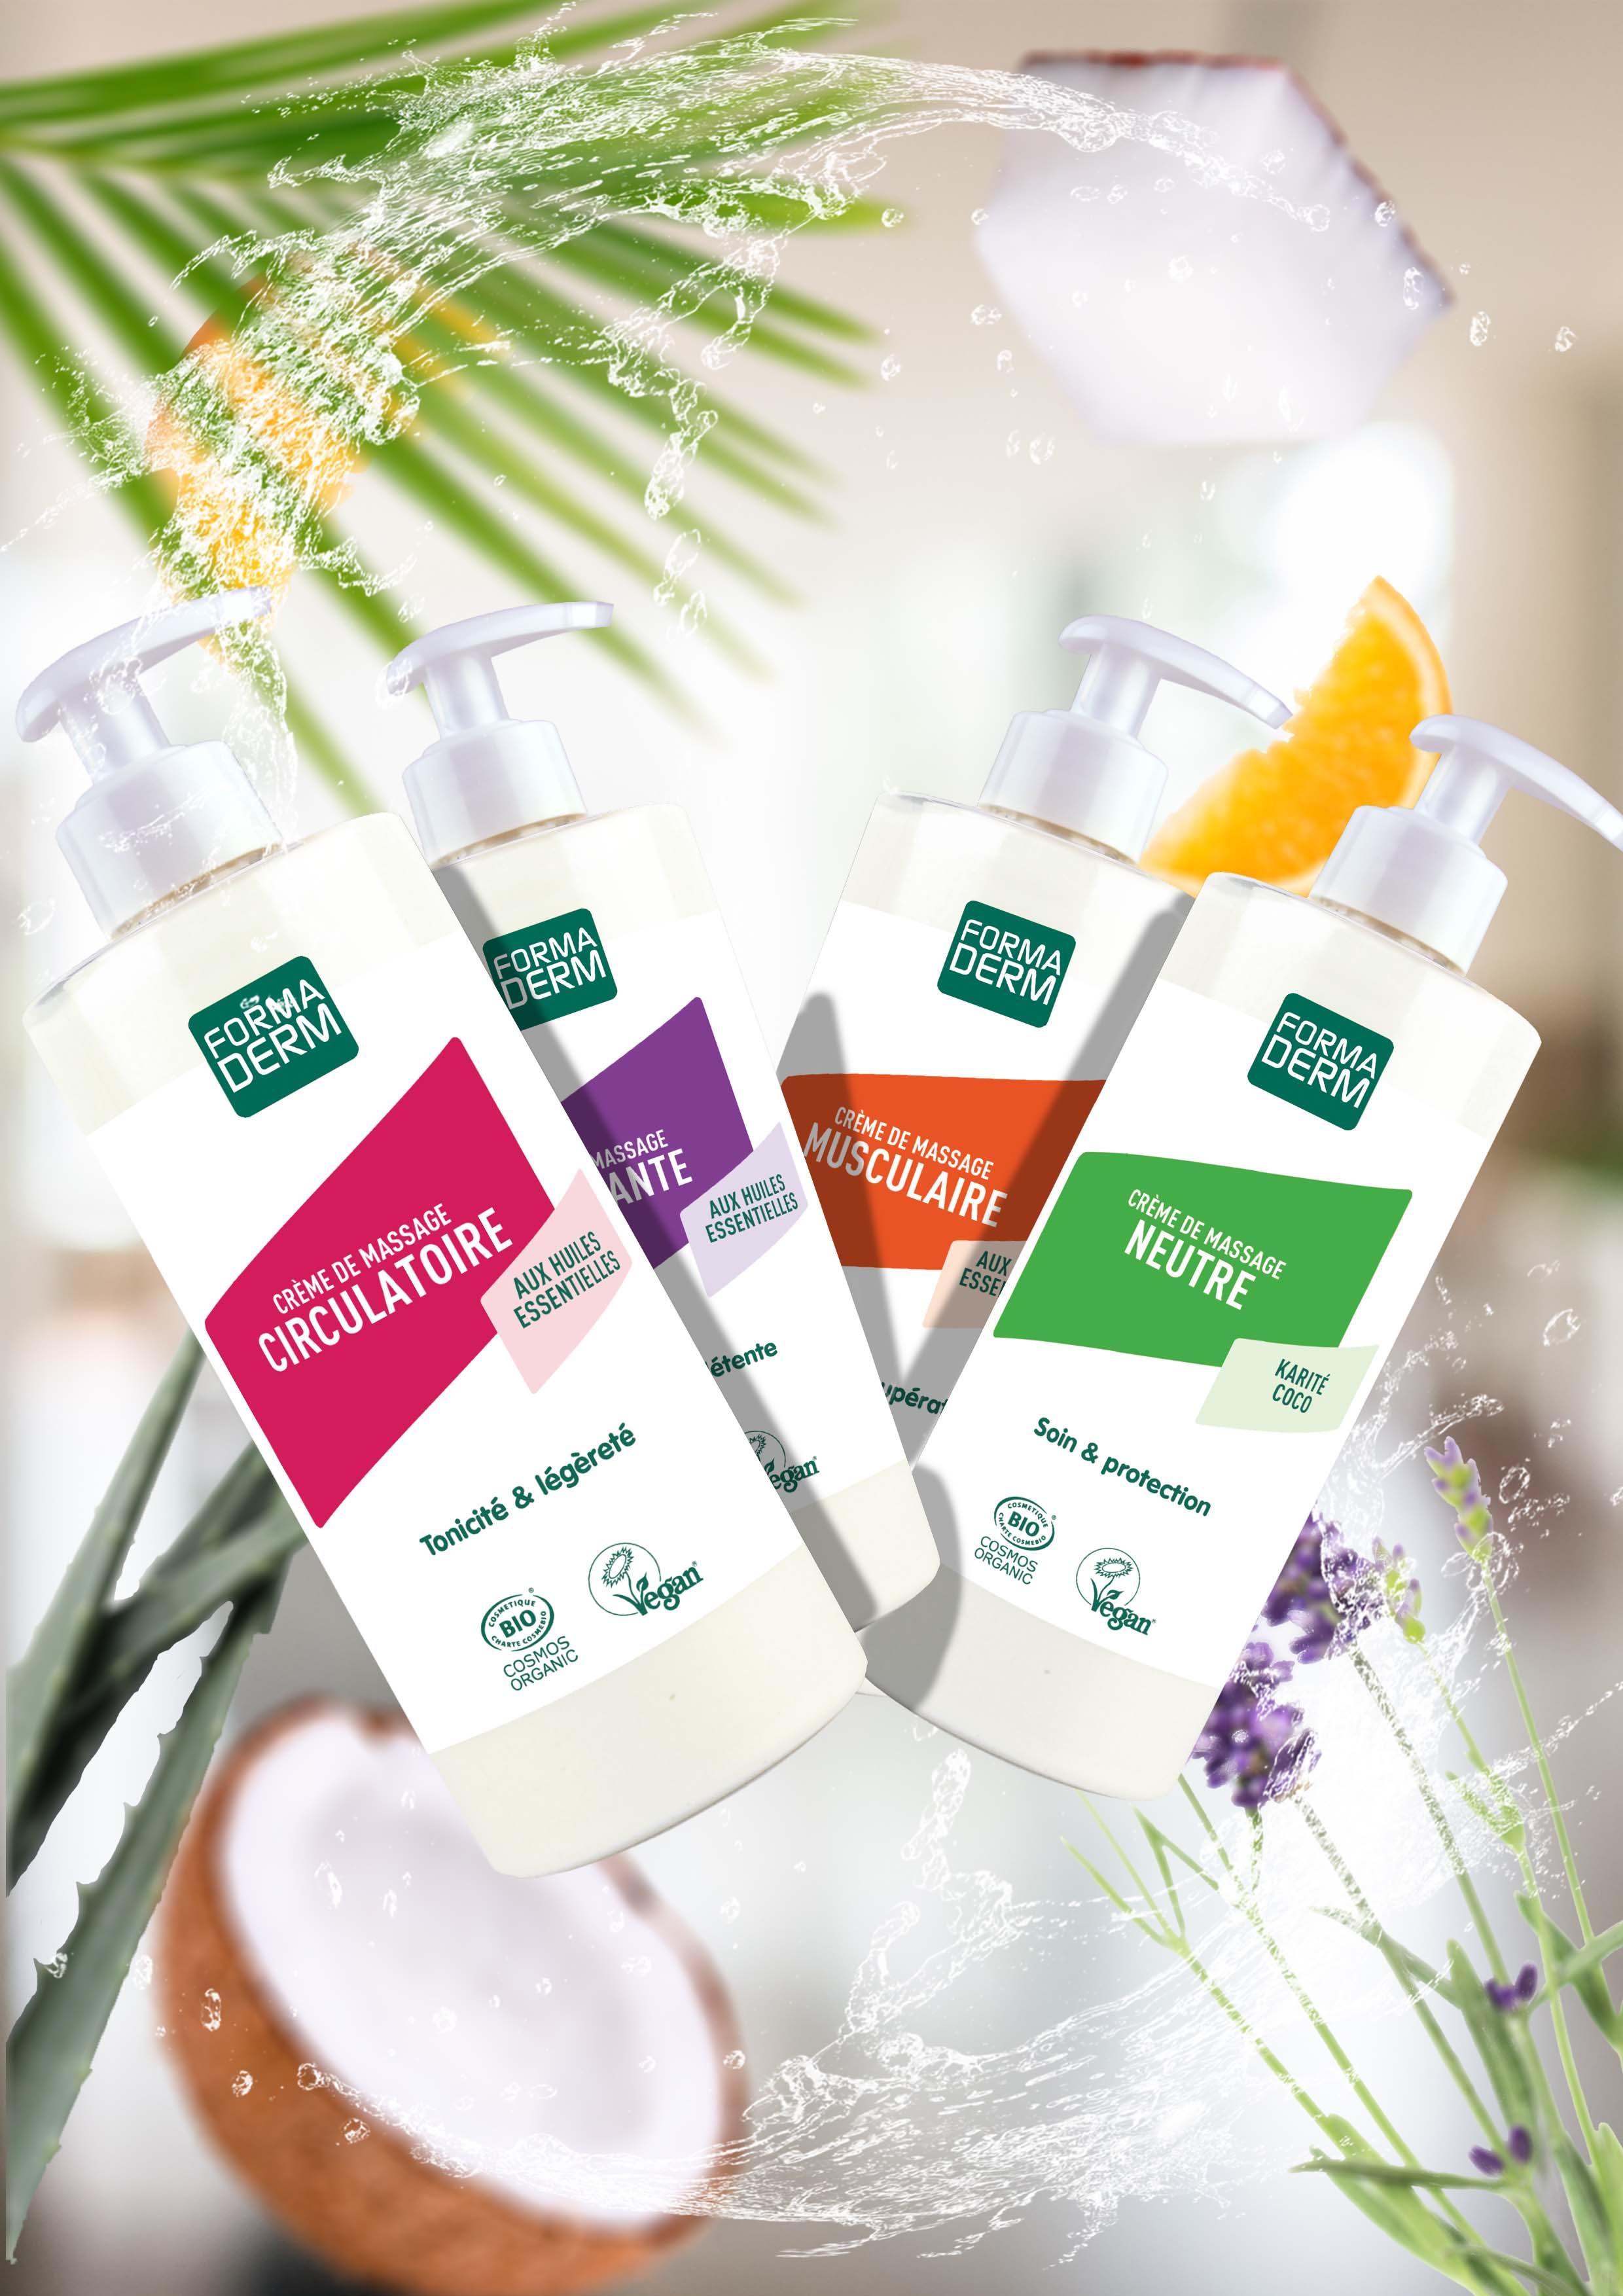 FORMA
DERM
CRÈME DE MASSAGE
CIRCULATOIRE
AUX HUILES
ESSENTIELLES
Tonicité & légèreté
COSMETIQUE
BIO
CHARTE COSMEBIO
COSMOS
ORGANIC
Vegan
FORMA
DERM
MASSAGE
ANTE
AUX HUILES
ESSENTIELLES
étente
egan
FORMA
DERM
CRÈME DE MASSAGE
MUSCULAIRE
AUX
ESSE
upéra
FORMA
DERM
CRÈME DE MASSAGE
NEUTRE
KARITÉ
COCO
Soin & protection
COSMETIQUE
BIO
CHARTE COSMEBIO
COSMOS
ORGANIC
Vegan